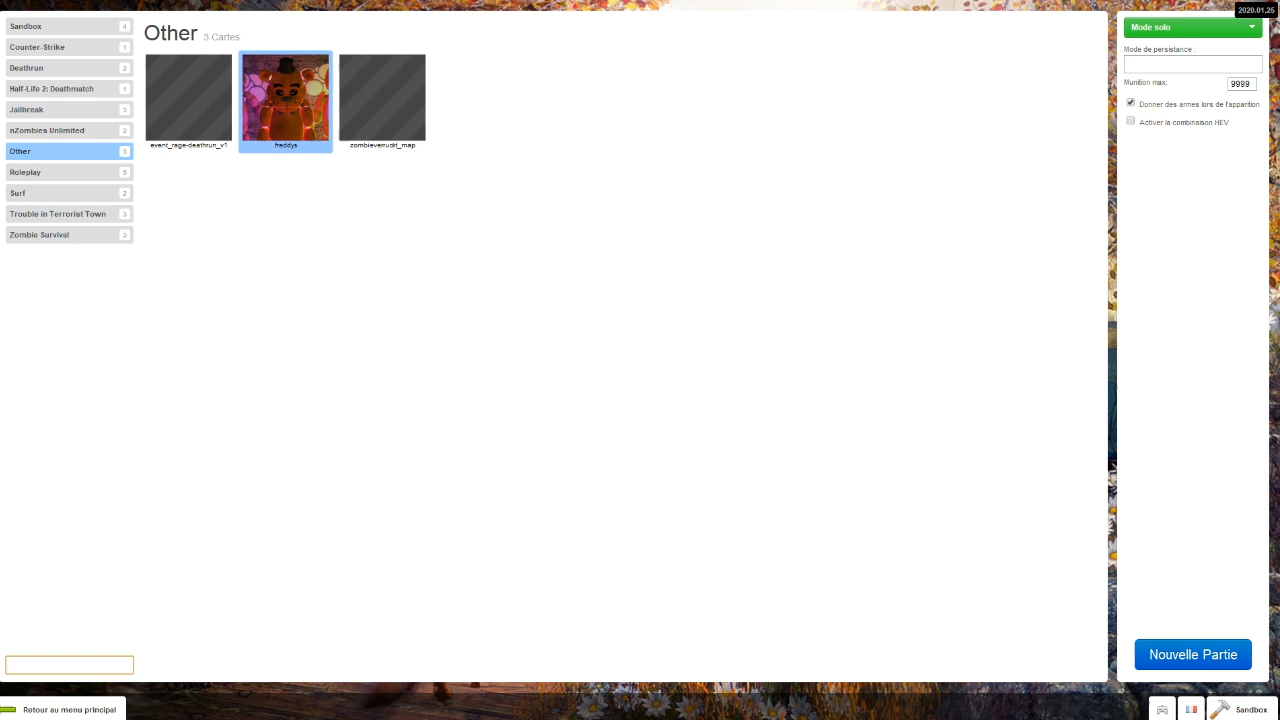 2020.01.25
Sandbox 4
Counter-Strike 1
Deathrun 2
Half-Life 2: Deathmatch 1
Jailbreak 3
nZombies Unlimited 2
Other 3
Roleplay 5
Surf 2
Trouble in Terrorist Town 3
Zombie Survival 3
Other 3 Cartes
event_rage-deathrun_v1
freddys
zombieverruckt_map
Mode solo
Mode de persistance :
Munition max: 9999
Donner des armes lors de l'apparition
Activer la combinaison HEV
Nouvelle Partie
Retour au menu principal
Sandbox